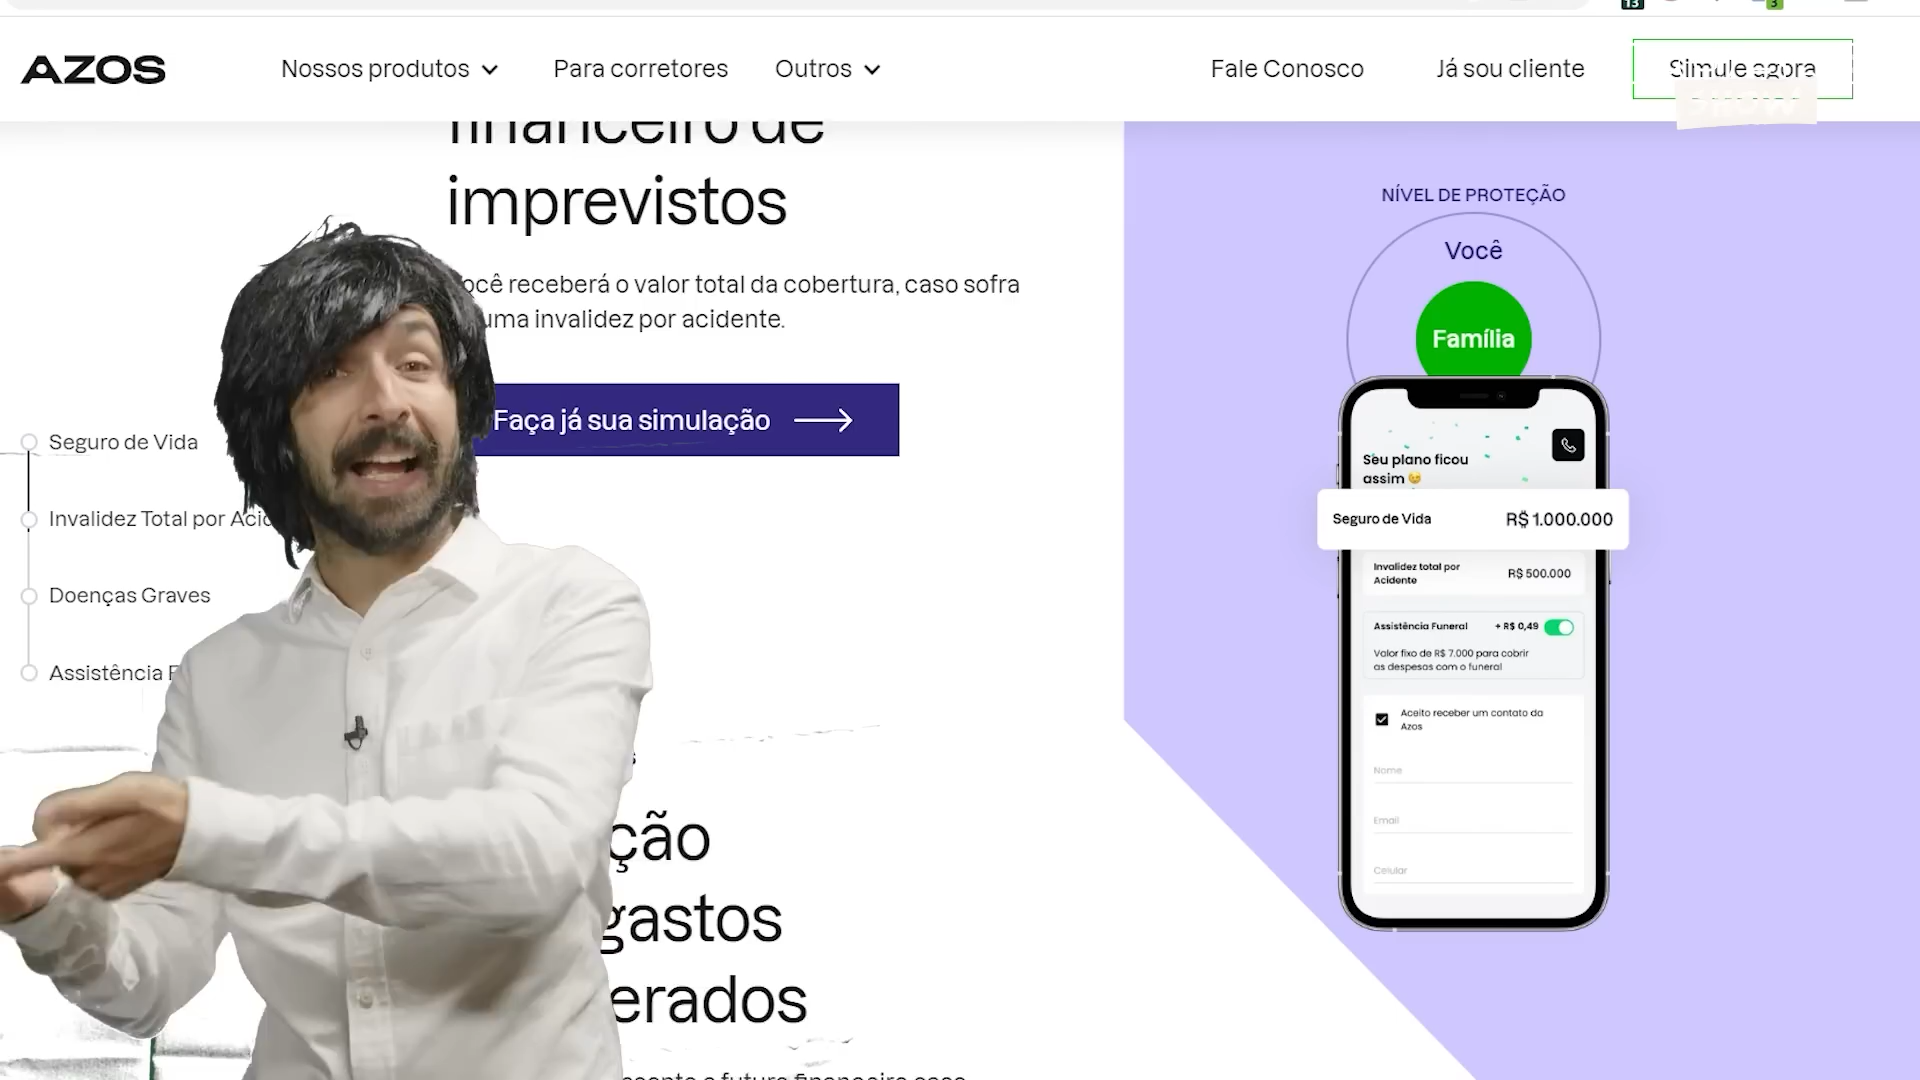 AZOS
Nossos produtos
Para corretores
Outros
Fale Conosco
Já sou cliente
Simule agora
financeiro de
imprevistos
ocê receberá o valor total da cobertura, caso sofra
uma invalidez por acidente.
Faça já sua simulação
Seguro de Vida
Invalidez Total por Acid
Doenças Graves
Assistência F
ção
gastos
erados
NÍVEL DE PROTEÇÃO
Você
Família
Seu plano ficou
assim
Seguro de Vida R$ 1.000.000
Invalidez total por
Acidente
R$ 500.000
Assistência Funeral + R$ 0,49
Valor fixo de R$ 7.000 para cobrir
as despesas com o funeral
Aceito receber um contato da
Azos
Nome
Email
Celular